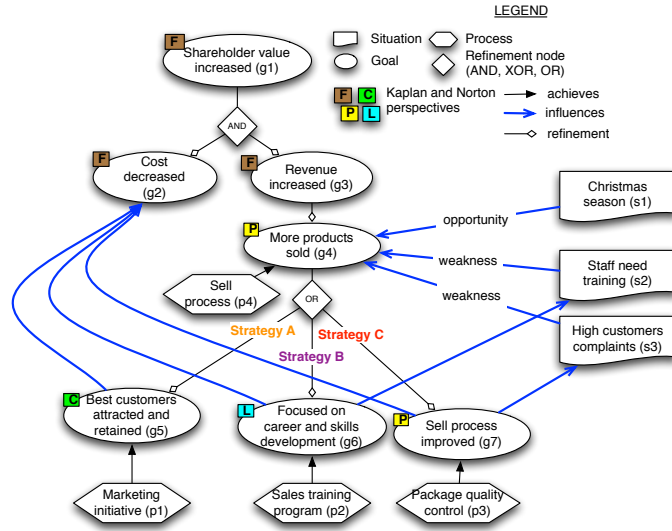 LEGEND
Situation
Process
Goal
Refinement node
(AND, XOR, OR)
F C
P L
Kaplan and Norton
perspectives
achieves
influences
refinement
F
Shareholder value
increased (g1)
AND
F
Cost
decreased
(g2)
F
Revenue
increased (g3)
Christmas
season (s1)
opportunity
P
More products
sold (g4)
weakness
Staff need
training (s2)
weakness
Sell
process (p4)
OR
High customers
complaints (s3)
Strategy A
Strategy C
Strategy B
C
Best customers
attracted and
retained (g5)
L
Focused on
career and skills
development (g6)
P
Sell process
improved (g7)
Marketing
initiative (p1)
Sales training
program (p2)
Package quality
control (p3)